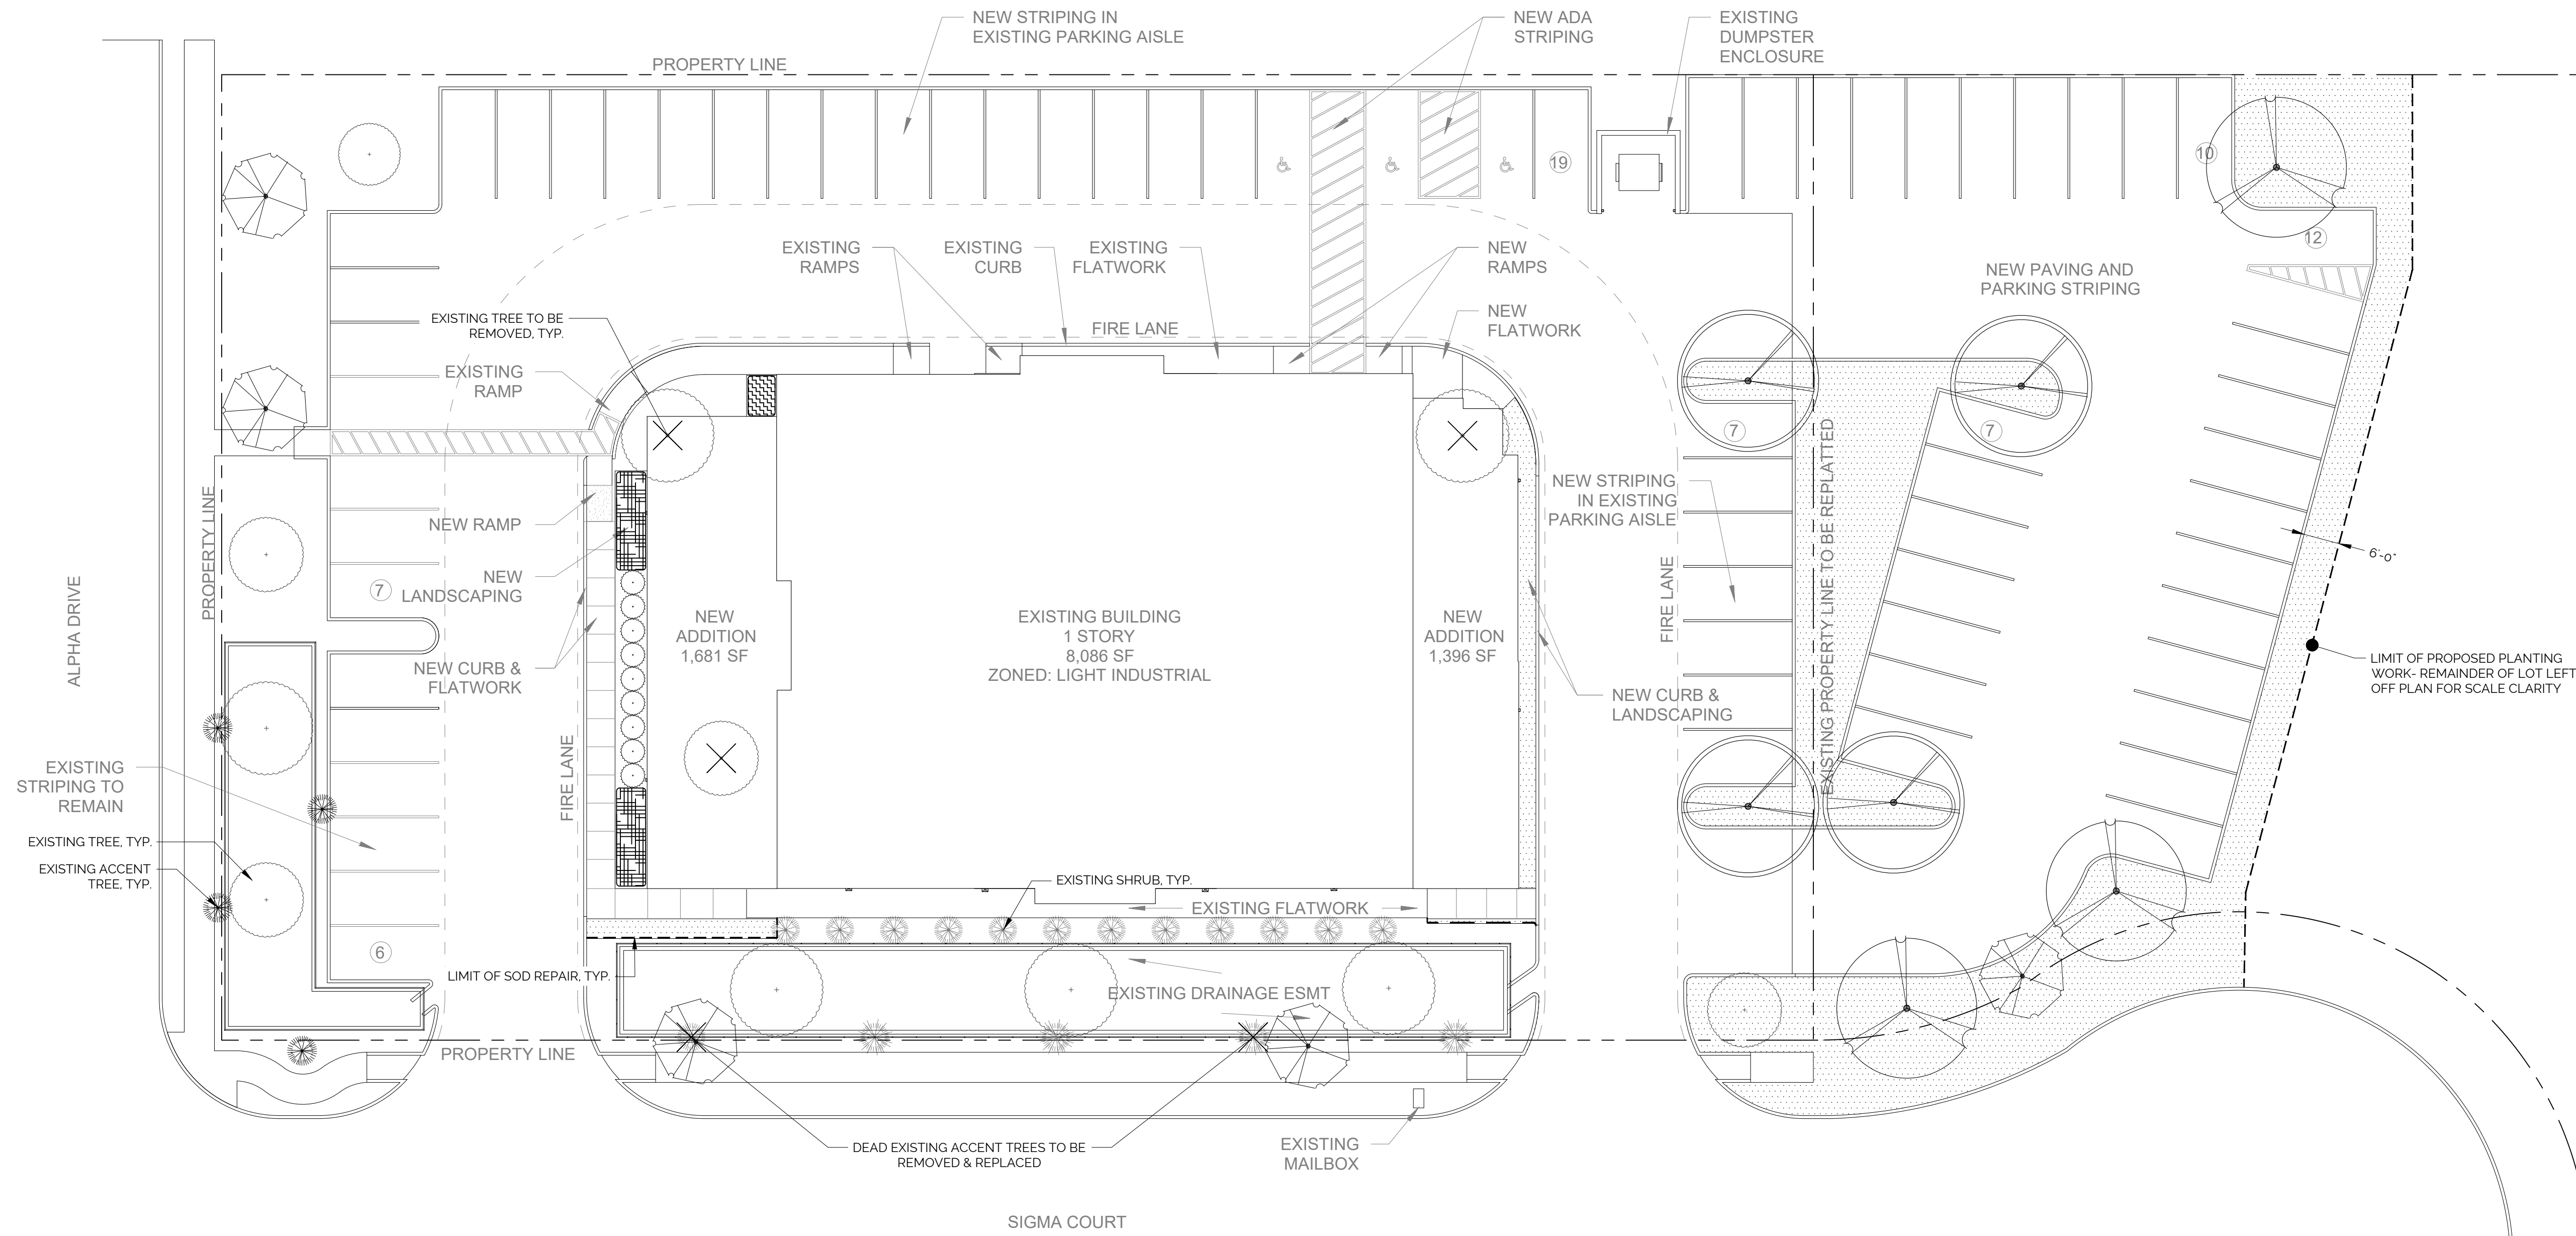 NEW STRIPING IN
EXISTING PARKING AISLE
NEW ADA
STRIPING
EXISTING
DUMPSTER
ENCLOSURE
PROPERTY LINE
19
10
12
EXISTING
RAMPS
EXISTING
CURB
EXISTING
FLATWORK
NEW
RAMPS
NEW PAVING AND
PARKING STRIPING
EXISTING TREE TO BE
REMOVED, TYP.
FIRE LANE
NEW
FLATWORK
EXISTING
RAMP
7
7
PROPERTY LINE
NEW RAMP
NEW STRIPING
IN EXISTING
PARKING AISLE
EXISTING PROPERTY LINE TO BE REPLATTED
6'-0"
ALPHA DRIVE
7
NEW
LANDSCAPING
FIRE LANE
NEW
ADDITION
1,681 SF
EXISTING BUILDING
1 STORY
8,086 SF
ZONED: LIGHT INDUSTRIAL
NEW
ADDITION
1,396 SF
NEW CURB &
FLATWORK
NEW CURB &
LANDSCAPING
LIMIT OF PROPOSED PLANTING
WORK- REMAINDER OF LOT LEFT
OFF PLAN FOR SCALE CLARITY
EXISTING
STRIPING TO
REMAIN
FIRE LANE
EXISTING TREE, TYP.
EXISTING ACCENT
TREE, TYP.
EXISTING SHRUB, TYP.
EXISTING FLATWORK
6
LIMIT OF SOD REPAIR, TYP.
EXISTING DRAINAGE ESMT
PROPERTY LINE
DEAD EXISTING ACCENT TREES TO BE
REMOVED & REPLACED
EXISTING
MAILBOX
SIGMA COURT